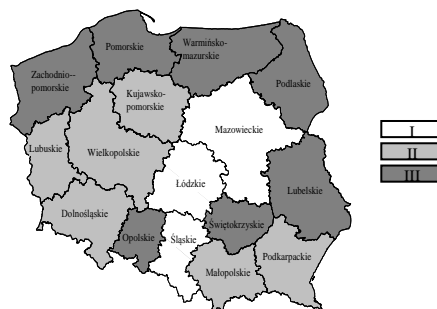 Pomorskie
Warmińsko-
mazurskie
Zachodnio--
pomorskie
Podlaskie
Kujawsko-
pomorskie
Mazowieckie
Lubuskie
Wielkopolskie
Łódzkie
Lubelskie
Dolnośląskie
Opolskie
Śląskie
Świętokrzyskie
Małopolskie
Podkarpackie
I
II
III